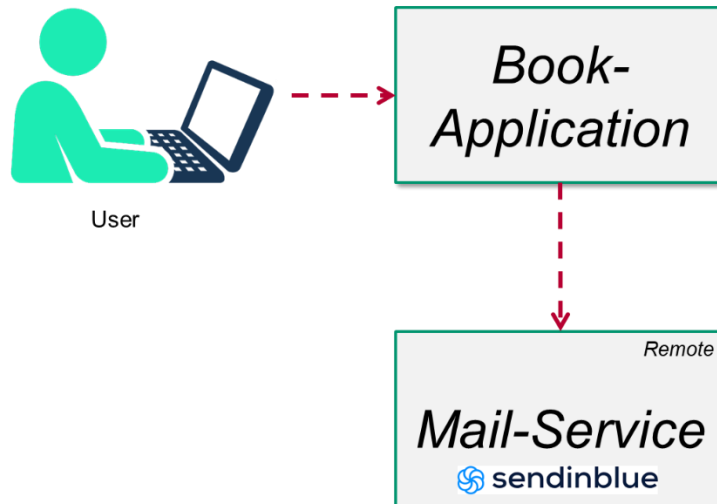 Book-
Application
User
Remote
Mail-Service
sendinblue